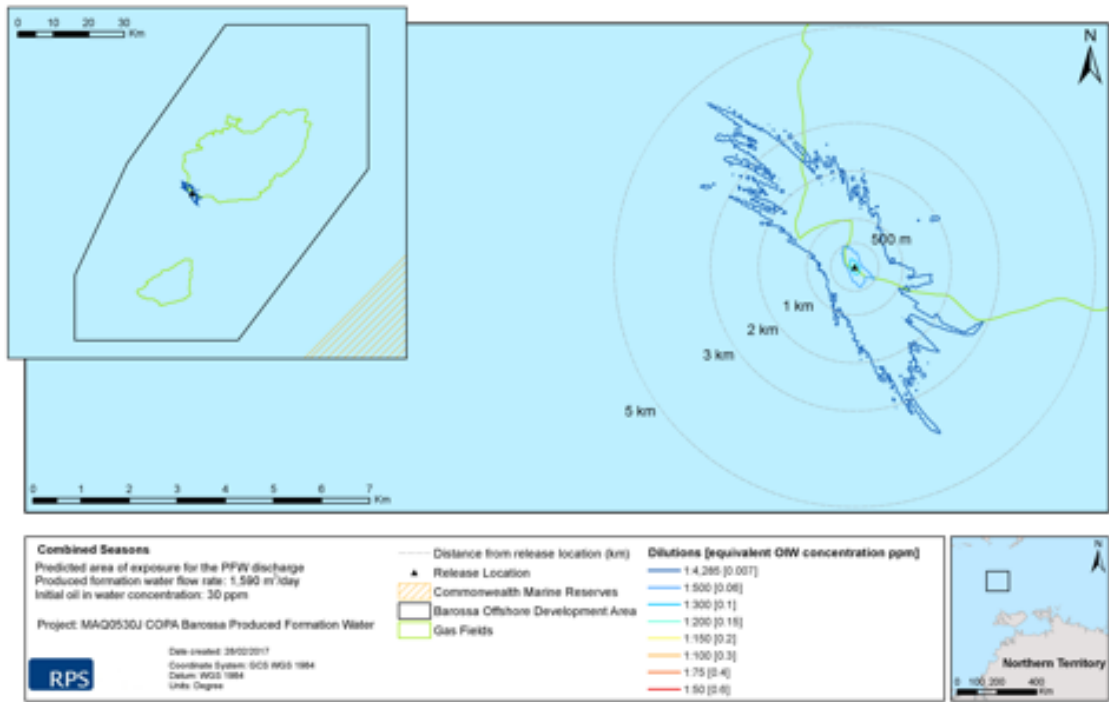 0 10 20 30
Km
N
500 m
1 km
2 km
3 km
5 km
0 1 2 3 4 5 6 7
Km
Combined Seasons
Predicted area of exposure for the PFW discharge
Produced formation water flow rate: 1,590 m³/day
Initial oil in water concentration: 30 ppm
Project: MAQ0530J COPA Barossa Produced Formation Water
RPS
Date created: 28/02/2017
Coordinate System: GCS WGS 1984
Datum: WGS 1984
Units: Degree
Distance from release location (km)
Release Location
Commonwealth Marine Reserves
Barossa Offshore Development Area
Gas Fields
Dilutions [equivalent OIW concentration ppm]
1:4,285 [0.007]
1:500 [0.06]
1:300 [0.1]
1:200 [0.15]
1:150 [0.2]
1:100 [0.3]
1:75 [0.4]
1:50 [0.6]
N
Northern Territory
0 100 200 400
Km